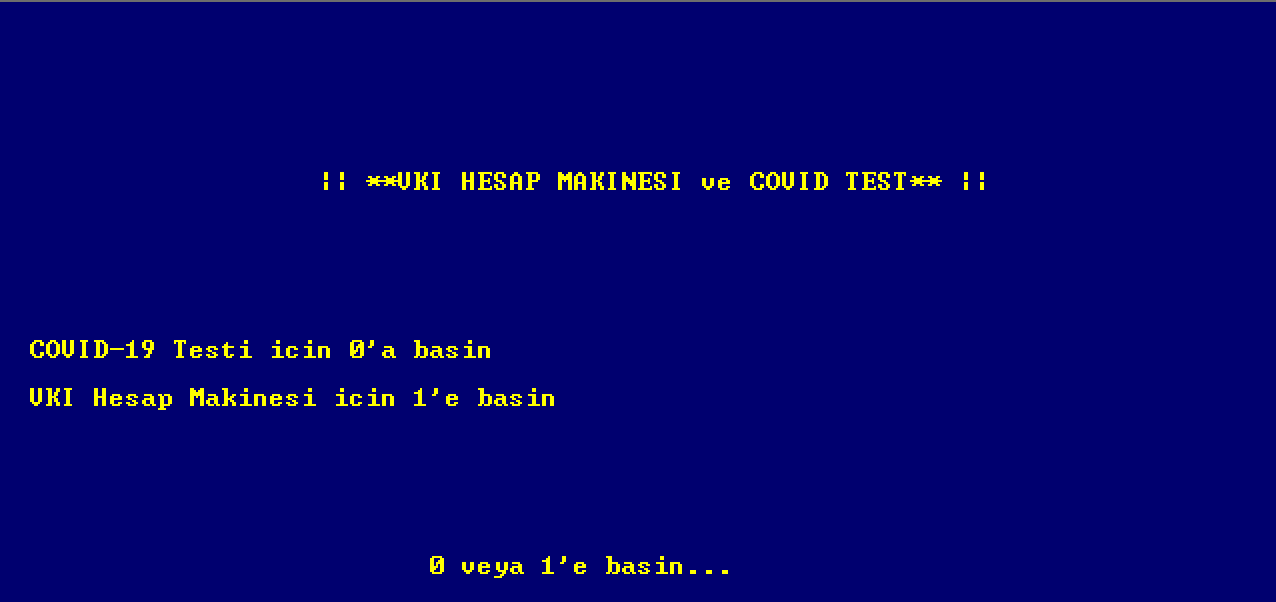 ¦¦ **VKI HESAP MAKINESI ve COVID TEST** ¦¦
COVID-19 Testi icin 0'a basin
VKI Hesap Makinesi icin 1'e basin
0 veya 1'e basin...